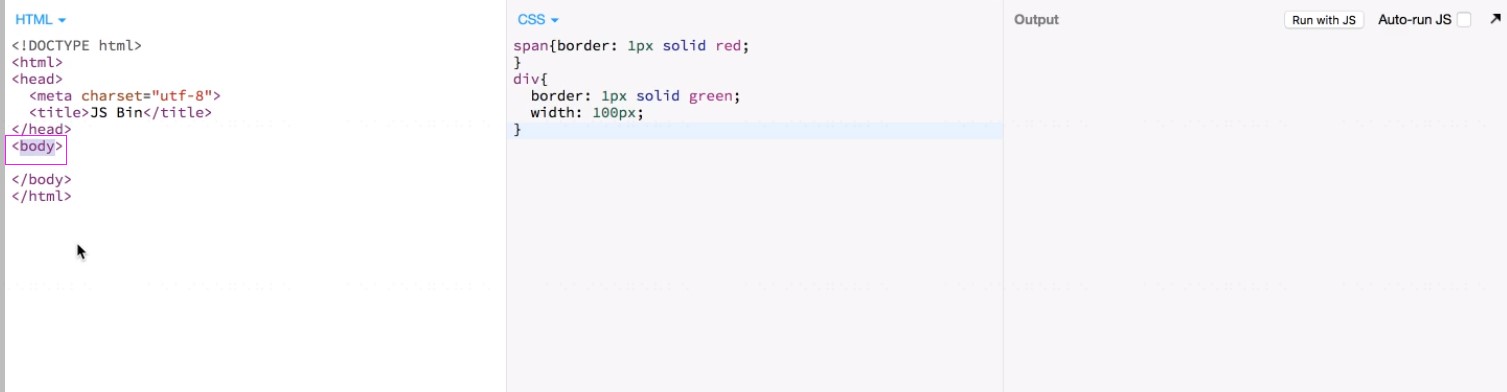 HTML
<!DOCTYPE html>
<html>
<head>
  <meta charset="utf-8">
  <title>JS Bin</title>
</head>
<body>
</body>
</html>
CSS
span{border: 1px solid red;
}
div{
  border: 1px solid green;
  width: 100px;
}
Output
Run with JS
Auto-run JS